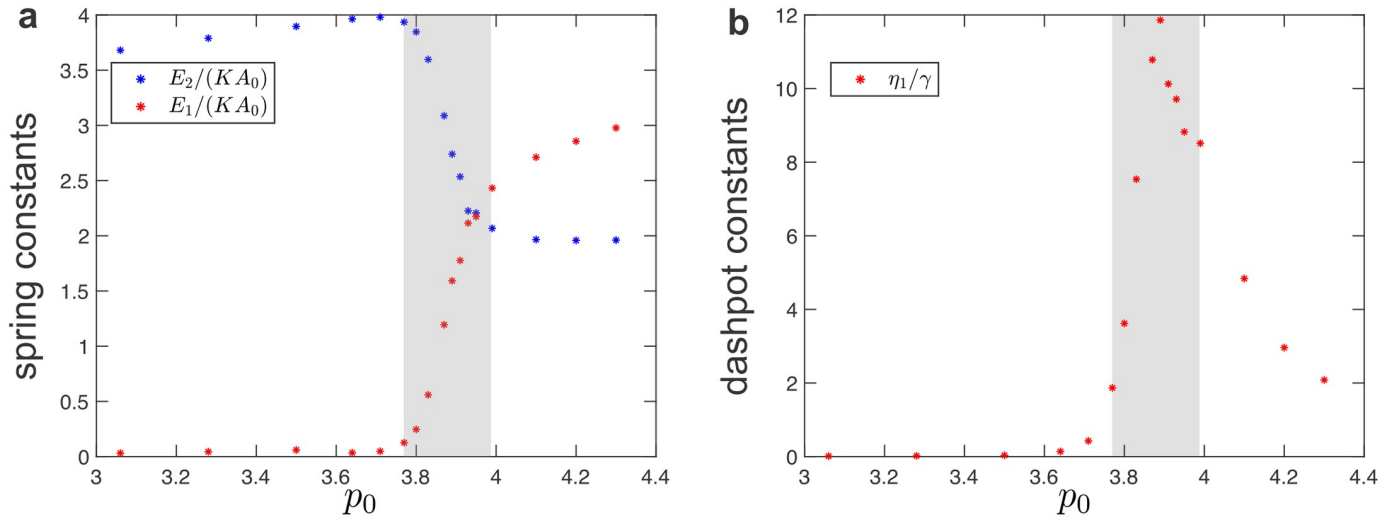 a
spring constants
4
3.5
3
2.5
2
1.5
1
0.5
0
E₂/(KA₀)
E₁/(KA₀)
3 3.2 3.4 3.6 3.8 4 4.2 4.4
p₀
b
dashpot constants
12
10
8
6
4
2
0
η₁/γ
3 3.2 3.4 3.6 3.8 4 4.2 4.4
p₀